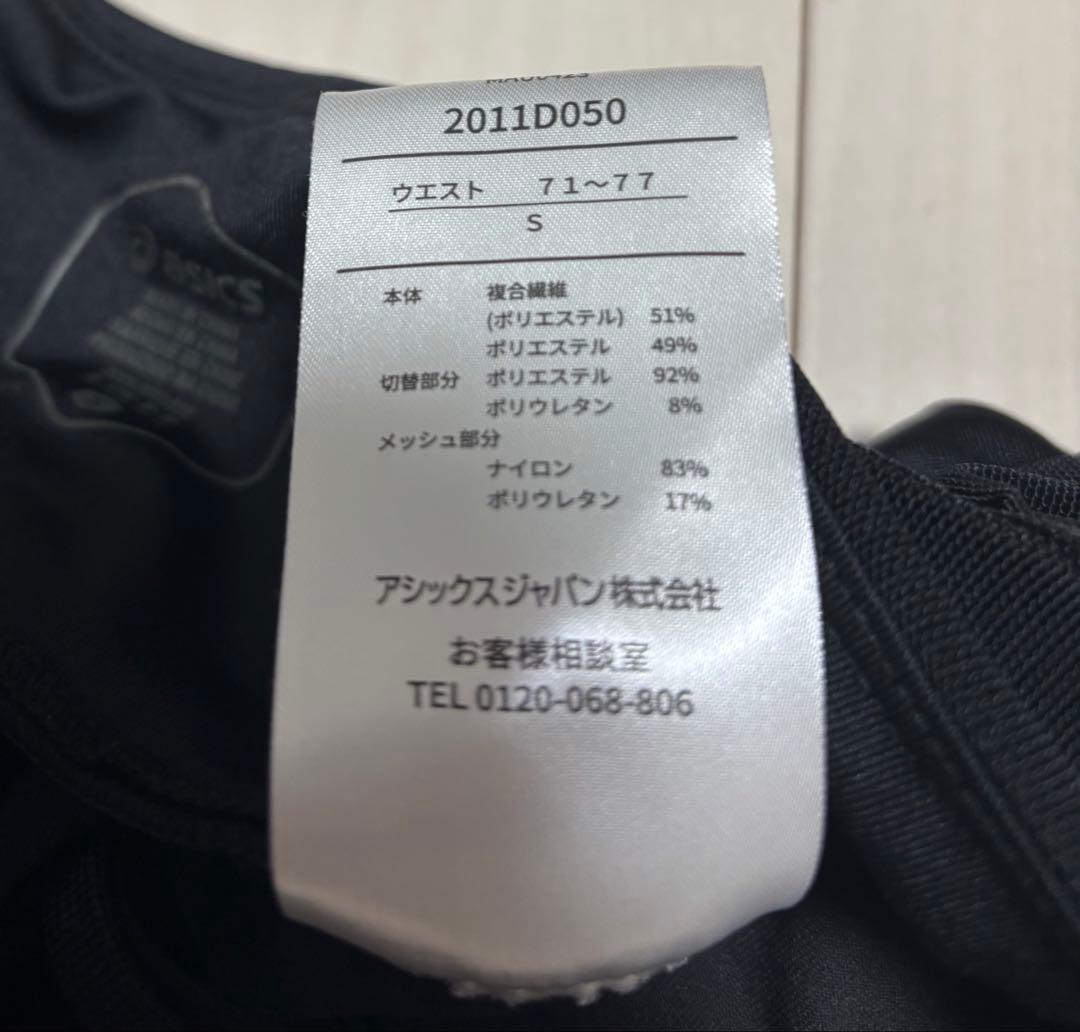 2011D050
ウエスト 71～77
S
本体 複合繊維
(ポリエステル) 51%
ポリエステル 49%
切替部分 ポリエステル 92%
ポリウレタン 8%
メッシュ部分
ナイロン 83%
ポリウレタン 17%
アシックスジャパン株式会社
お客様相談室
TEL 0120-068-806
asics